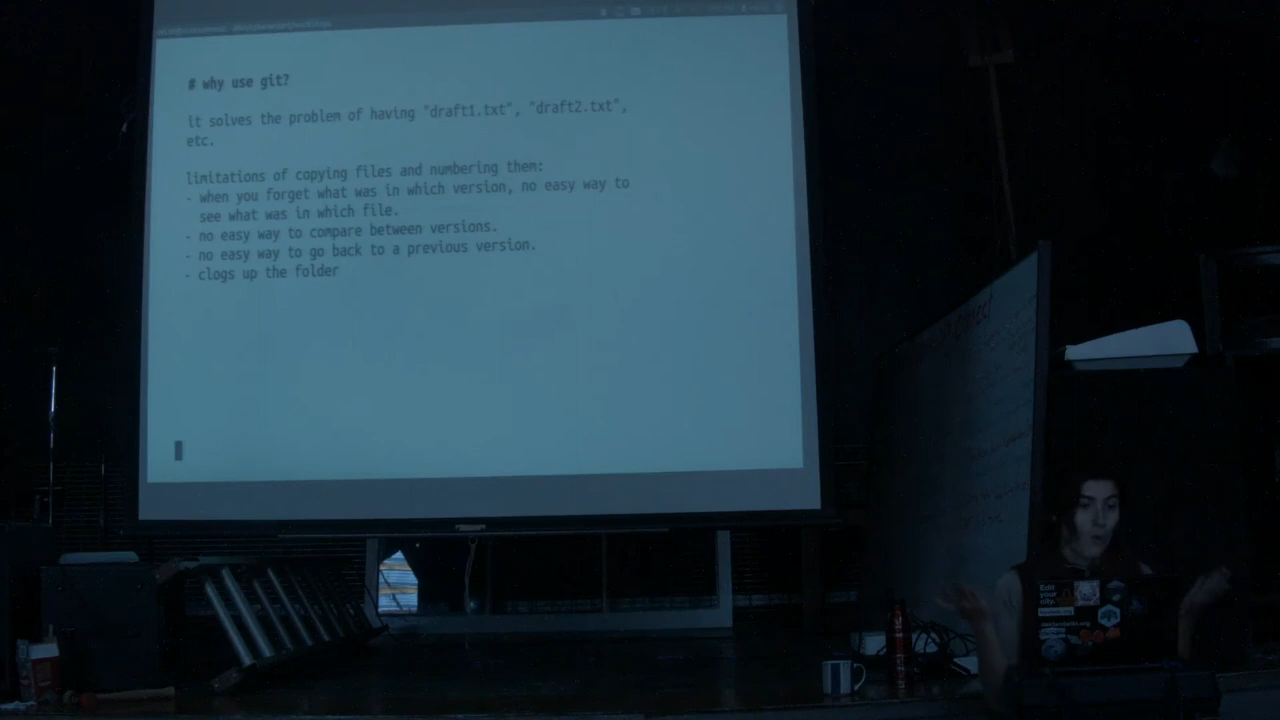 # why use git?
it solves the problem of having "draft1.txt", "draft2.txt",
etc.
limitations of copying files and numbering them:
- when you forget what was in which version, no easy way to
see what was in which file.
- no easy way to compare between versions.
- no easy way to go back to a previous version.
- clogs up the folder
Edit
your
city.